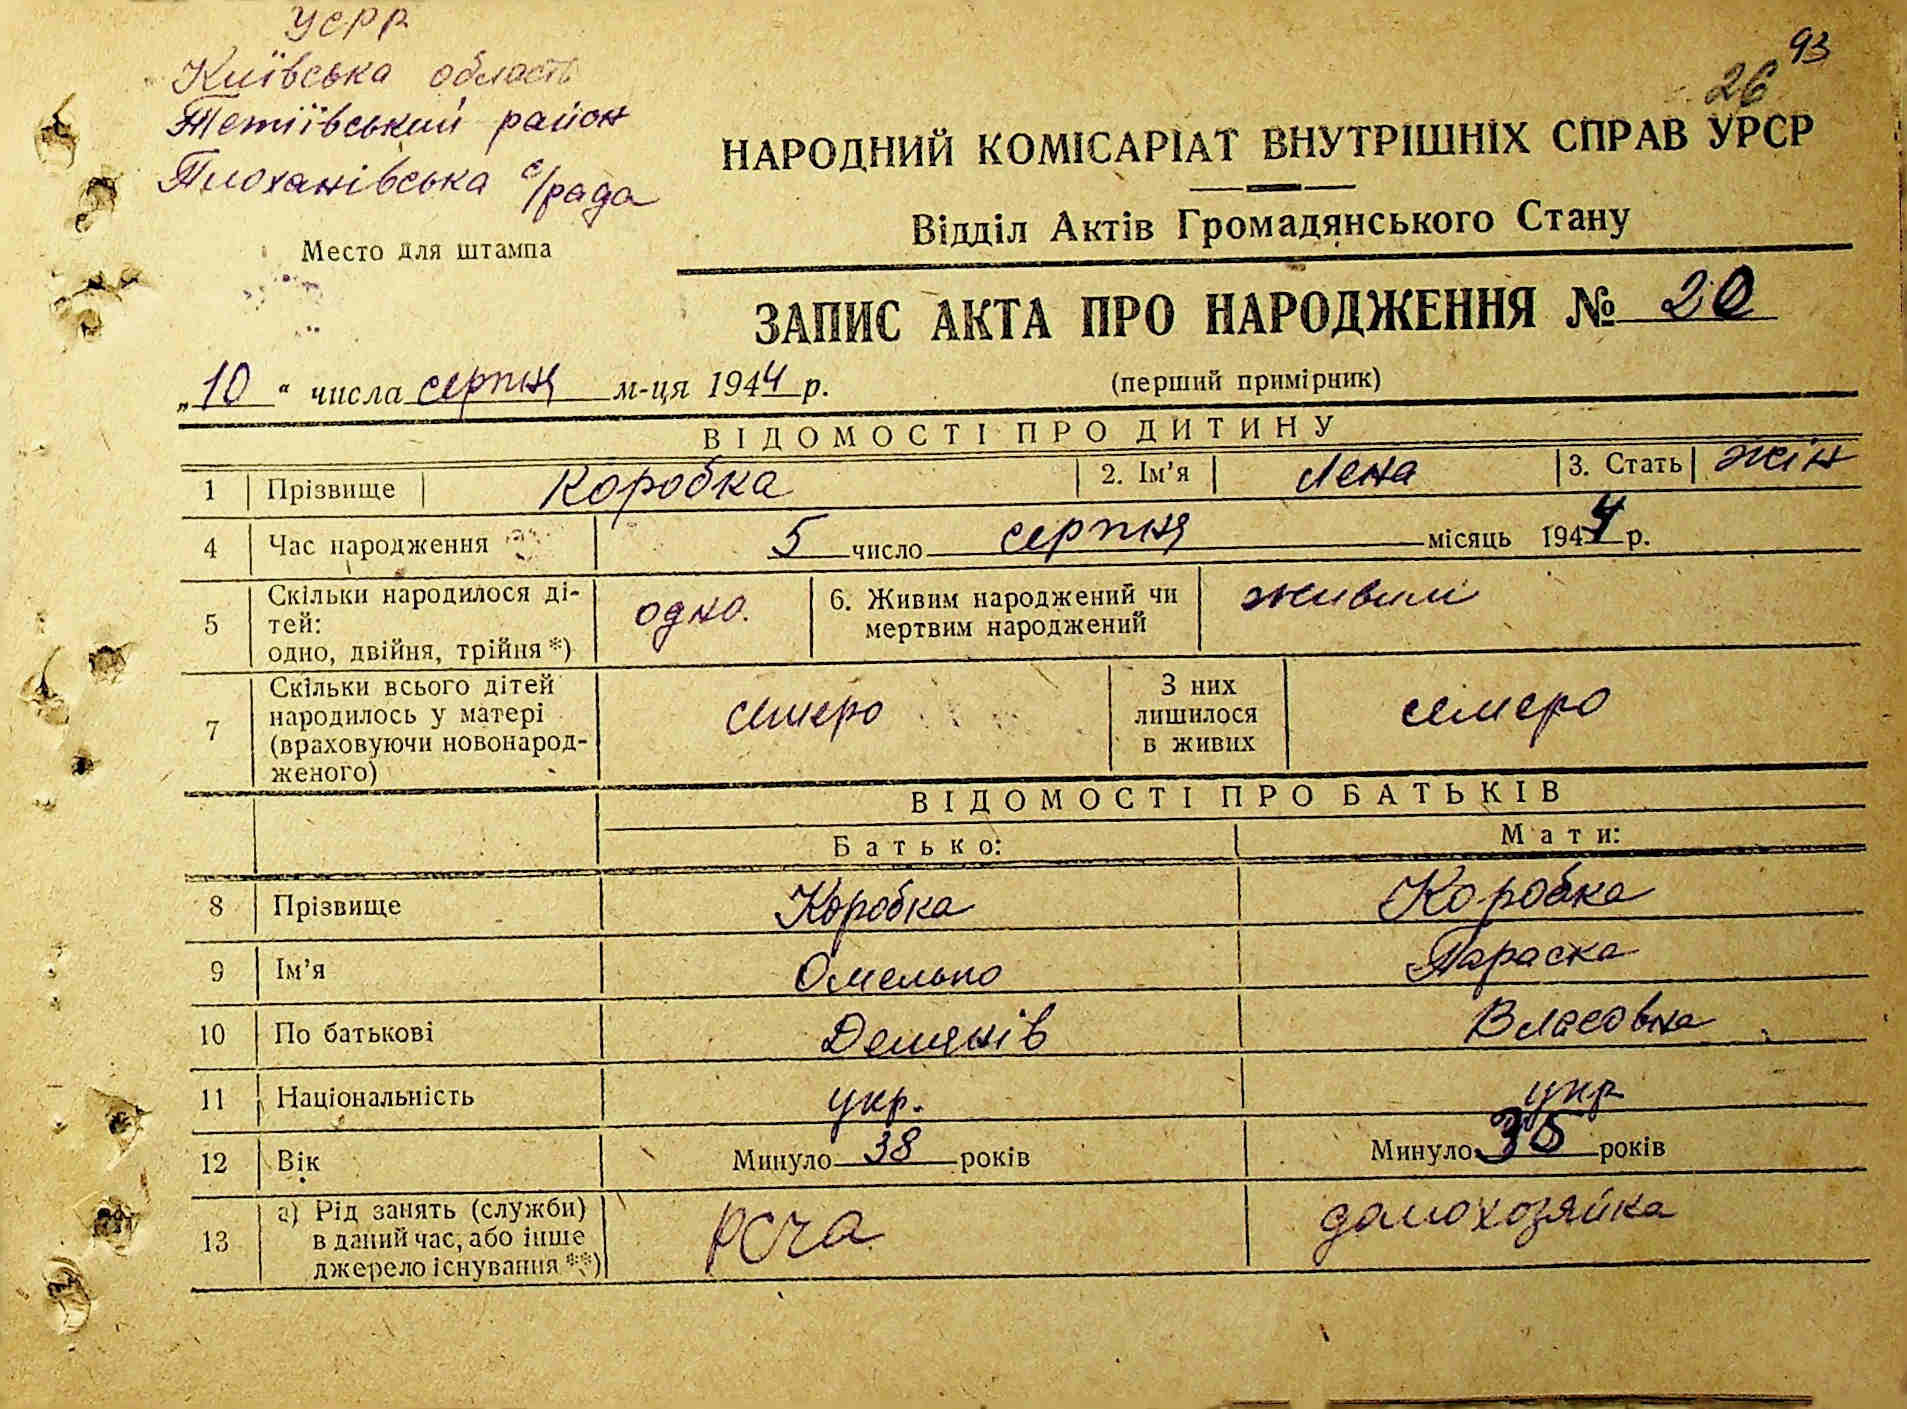 УСРР
Київська область
Тетіївський район
Плоханівська с/рада
Место для штампа
93
26
НАРОДНИЙ КОМІСАРІАТ ВНУТРІШНІХ СПРАВ УРСР
Відділ Актів Громадянського Стану
ЗАПИС АКТА ПРО НАРОДЖЕННЯ № 20
„10“ числа серпня м-ця 1944 р.
(перший примірник)
ВІДОМОСТІ ПРО ДИТИНУ
1 Прізвище Коробка 2. Ім’я Лена 3. Стать жін
4 Час народження 5 число серпня місяць 1944 р.
5 Скільки народилося ді-
тей:
одно, двійня, трійня *) одно. 6. Живим народжений чи
мертвим народжений живим
7 Скільки всього дітей
народилось у матері
(враховуючи новонарод-
женого) семеро З них
лишилося
в живих семеро
ВІДОМОСТІ ПРО БАТЬКІВ
Батько: Мати:
8 Прізвище Коробка Коробка
9 Ім’я Омелько Параска
10 По батькові Демянів Власовна
11 Національність укр. укр
12 Вік Минуло 38 років Минуло 35 років
13 а) Рід занять (служби)
в даний час, або інше
джерело існування **) РСЧА домохозяйка